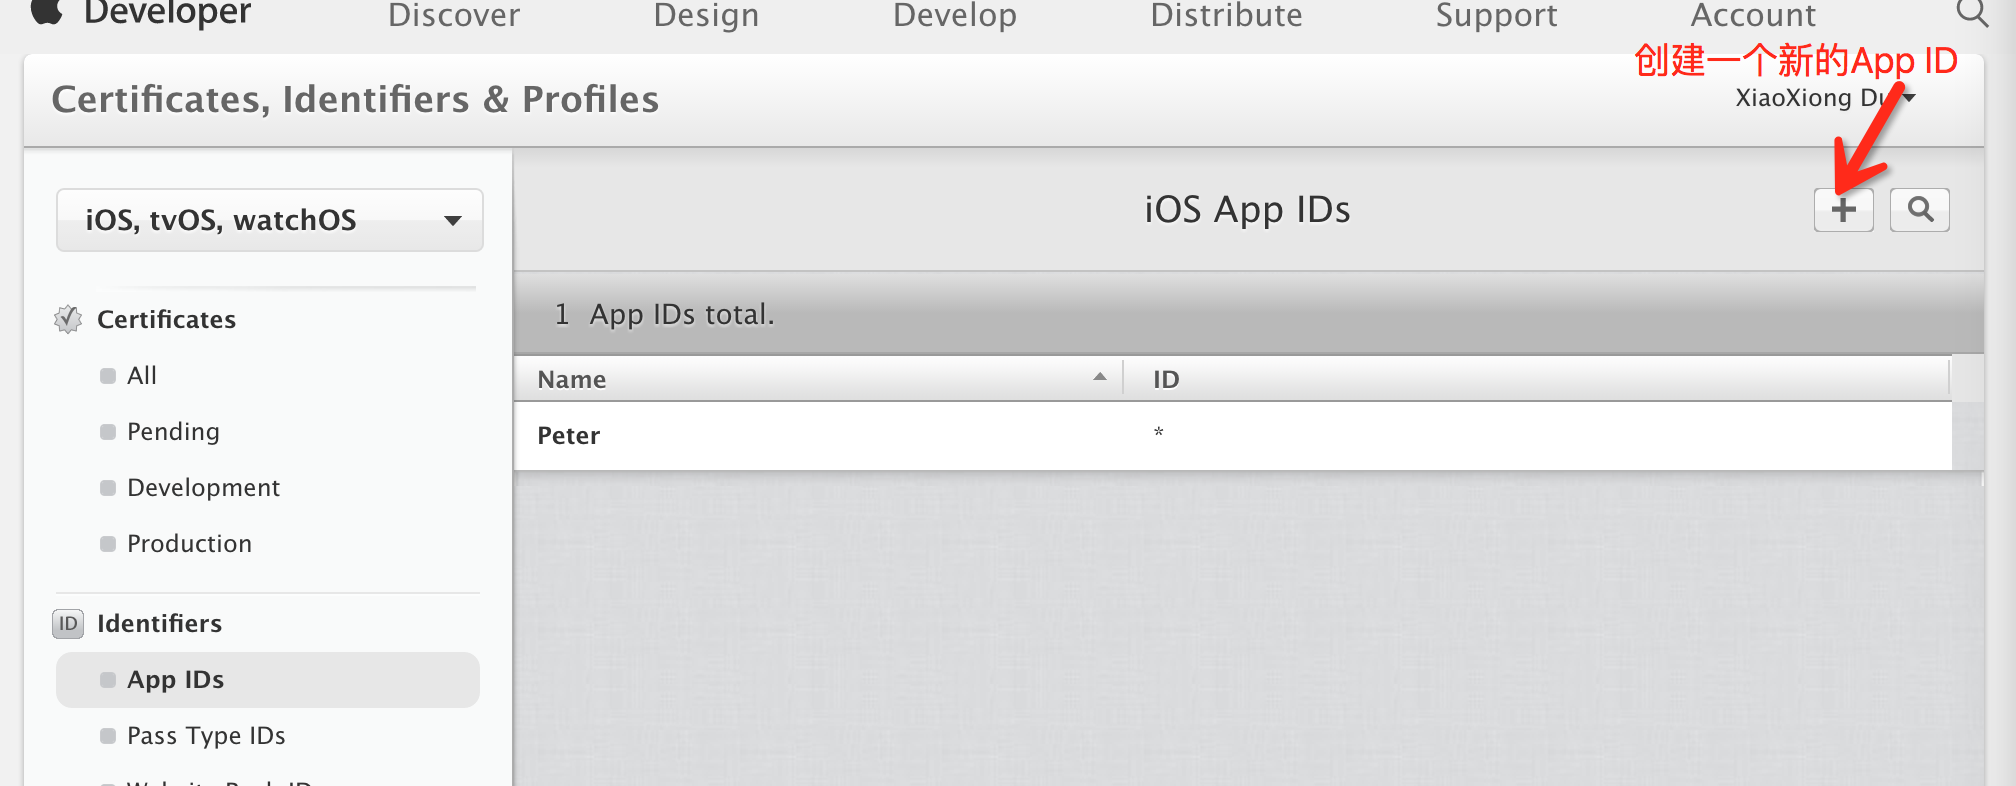 Developer
Discover
Design
Develop
Distribute
Support
Account
创建一个新的App ID
Certificates, Identifiers & Profiles
XiaoXiong Du
iOS, tvOS, watchOS
iOS App IDs
Certificates
1 App IDs total.
All
Name
ID
Pending
Peter
*
Development
Production
ID Identifiers
App IDs
Pass Type IDs